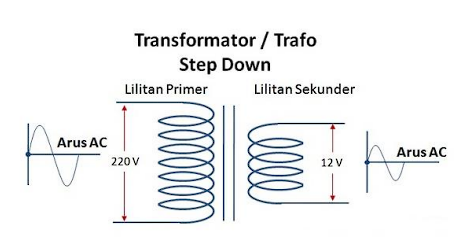 Transformator / Trafo
Step Down
Lilitan Primer
Lilitan Sekunder
Arus AC
220 V
12 V
Arus AC